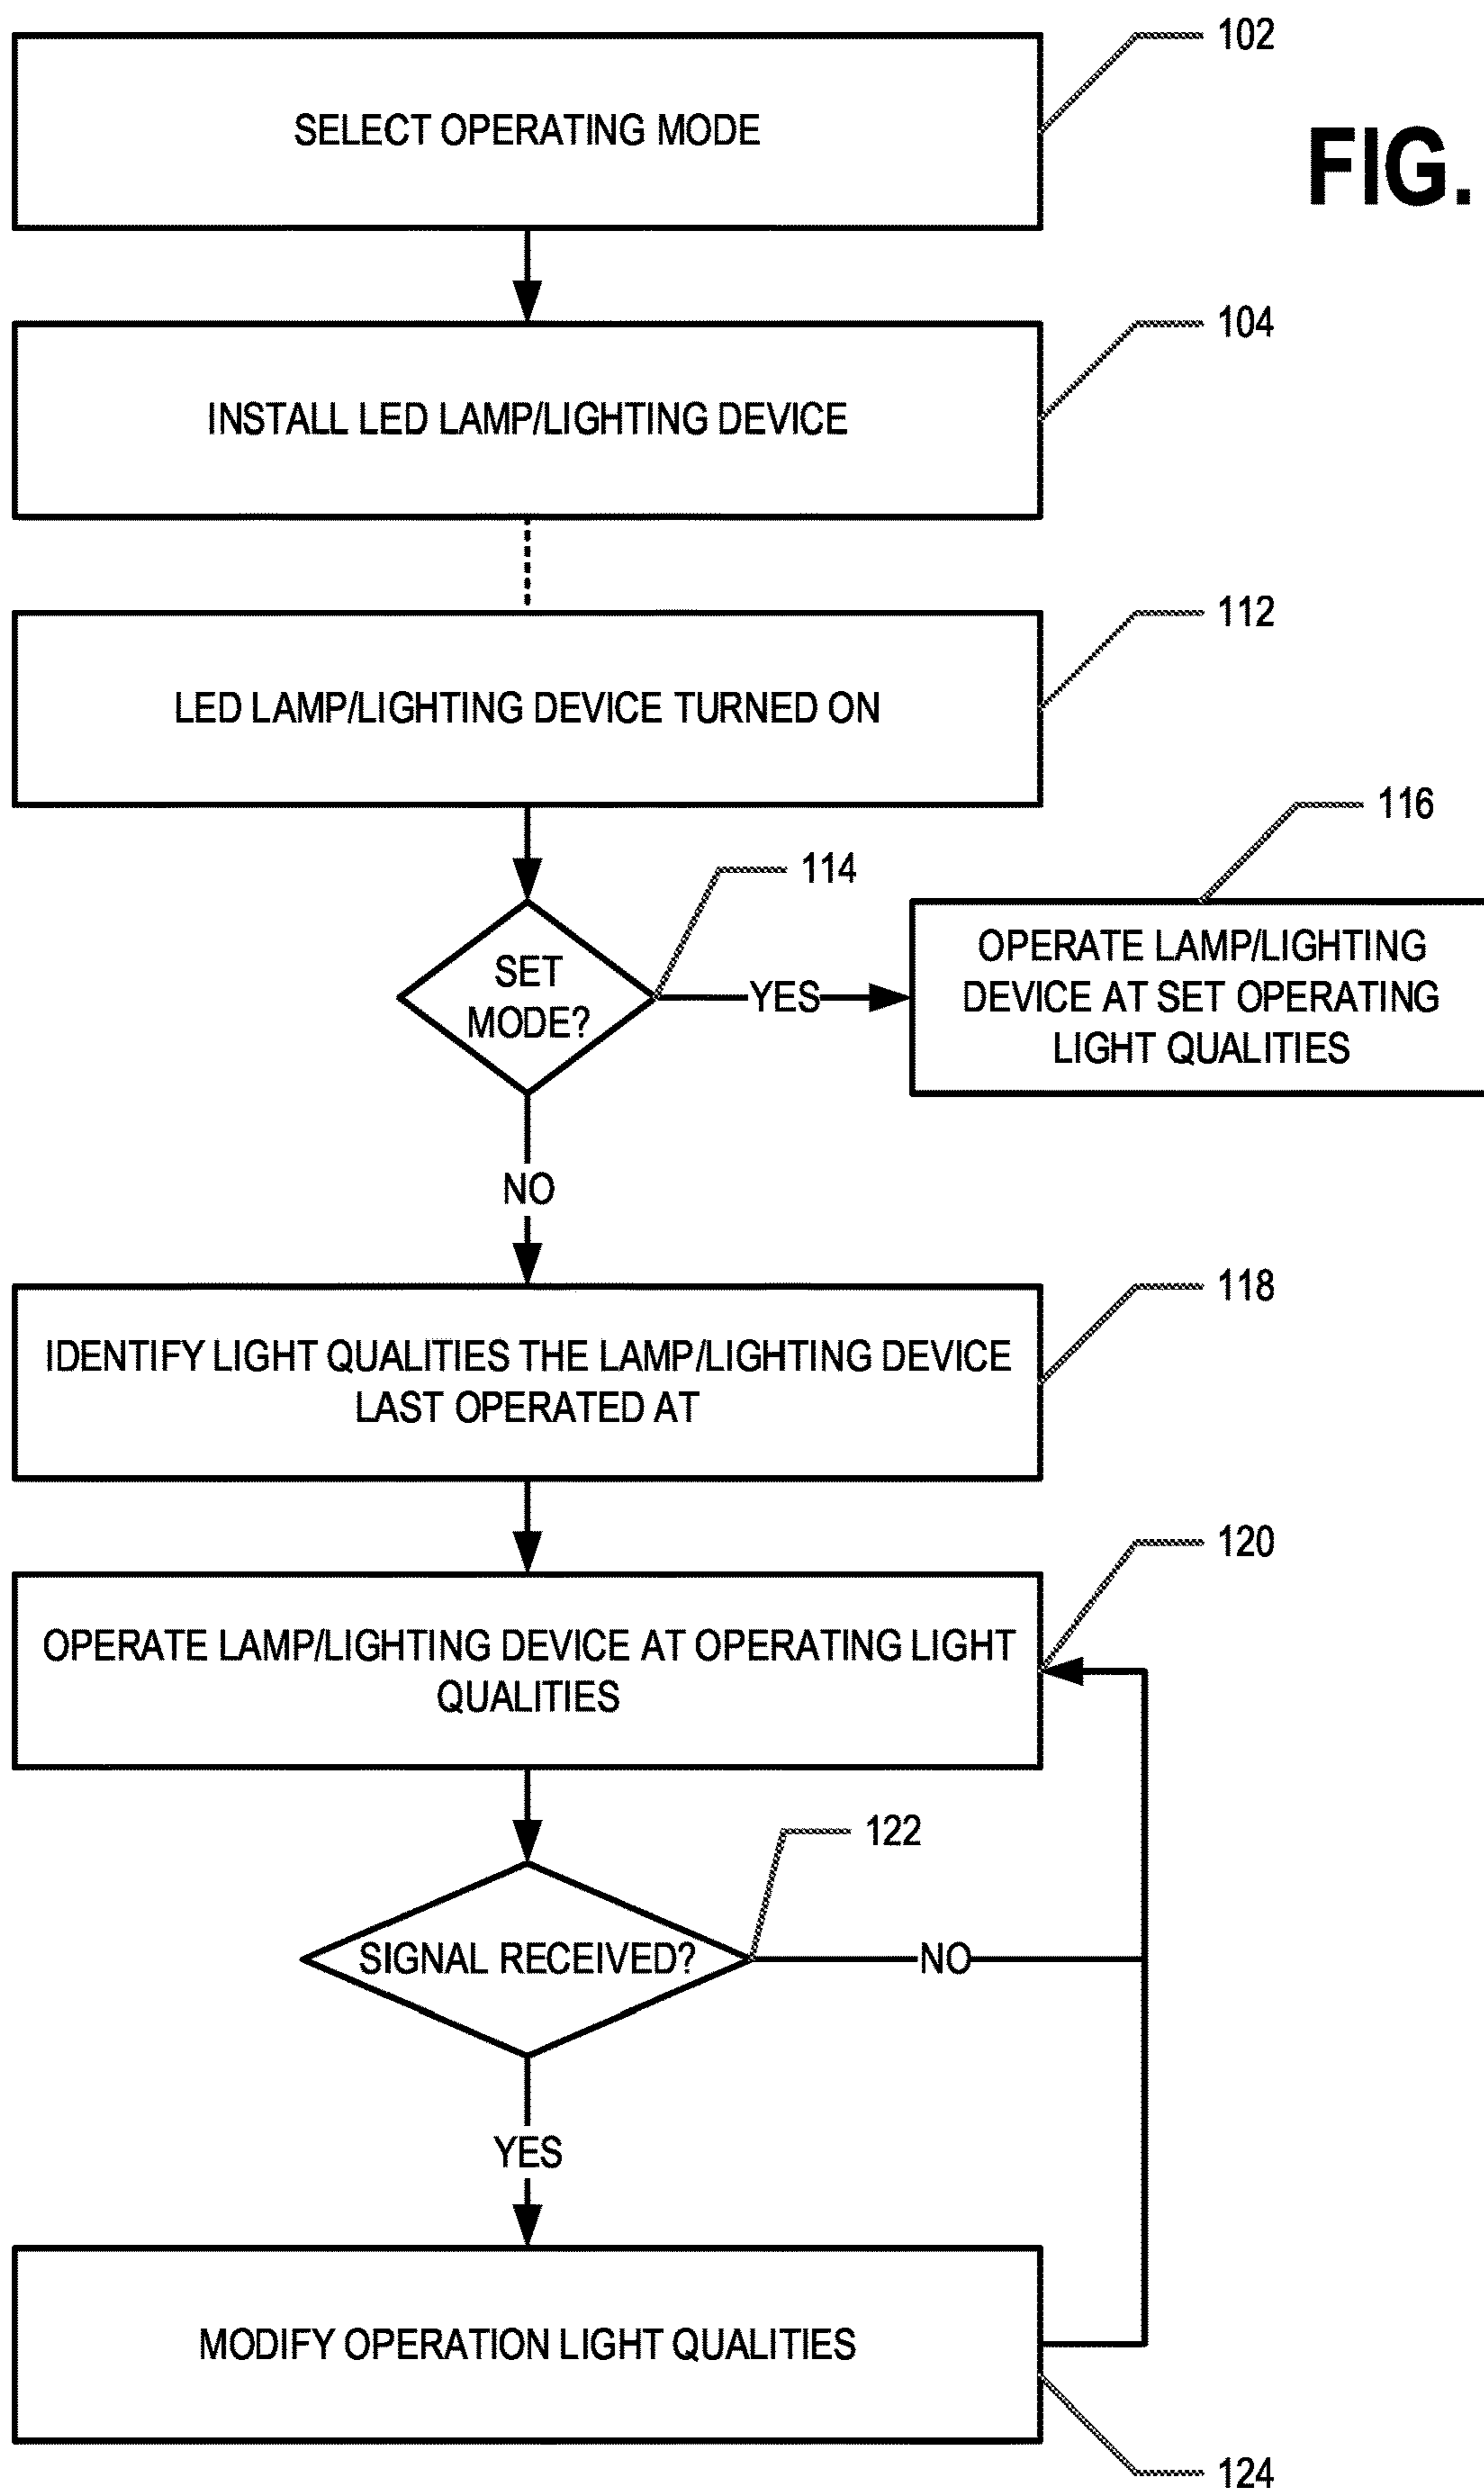 102
SELECT OPERATING MODE
FIG.
104
INSTALL LED LAMP/LIGHTING DEVICE
112
LED LAMP/LIGHTING DEVICE TURNED ON
116
114
SET
MODE?
YES
OPERATE LAMP/LIGHTING
DEVICE AT SET OPERATING
LIGHT QUALITIES
NO
118
IDENTIFY LIGHT QUALITIES THE LAMP/LIGHTING DEVICE
LAST OPERATED AT
120
OPERATE LAMP/LIGHTING DEVICE AT OPERATING LIGHT
QUALITIES
122
SIGNAL RECEIVED?
NO
YES
MODIFY OPERATION LIGHT QUALITIES
124